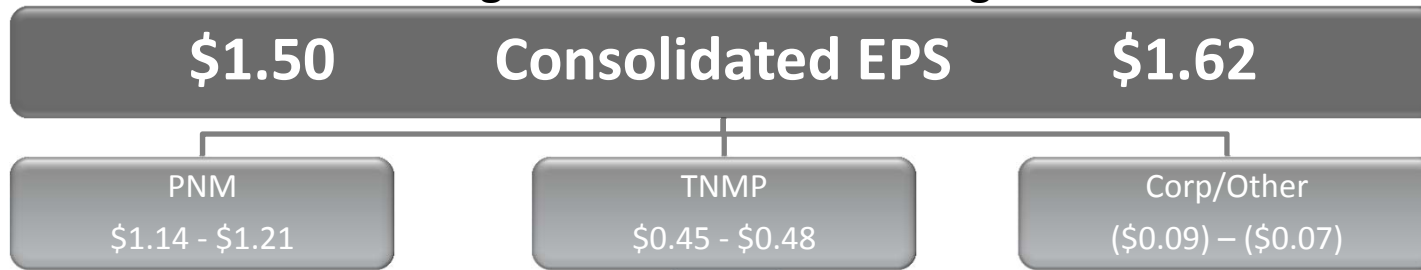 $1.50 Consolidated EPS $1.62
PNM
$1.14 - $1.21
TNMP
$0.45 - $0.48
Corp/Other
($0.09) – ($0.07)